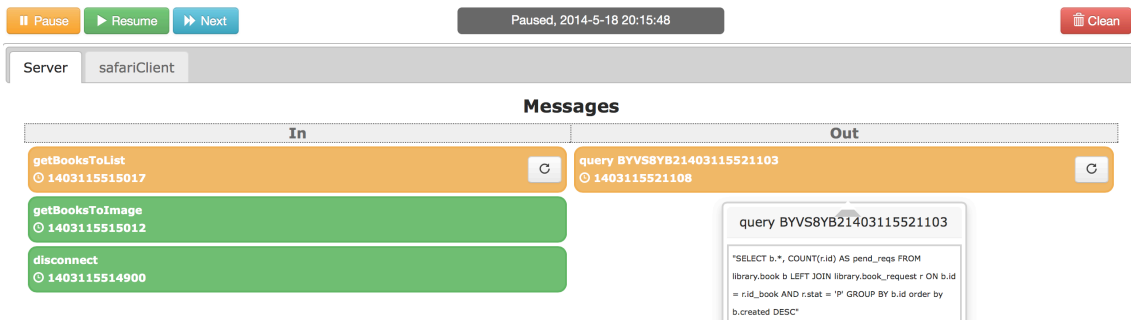 Pause Resume Next Paused, 2014-5-18 20:15:48 Clean
Server safariClient
Messages
In Out
getBooksToList
1403115515017
query BYVS8YB21403115521103
1403115521108
getBooksToImage
1403115515012
disconnect
1403115514900
query BYVS8YB21403115521103
"SELECT b.*, COUNT(r.id) AS pend_reqs FROM
library.book b LEFT JOIN library.book_request r ON b.id
= r.id_book AND r.stat = 'P' GROUP BY b.id order by
b.created DESC"